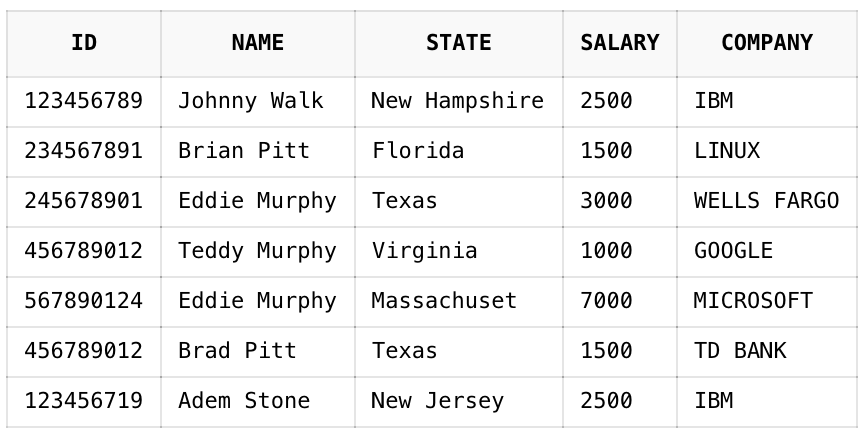 ID NAME STATE SALARY COMPANY
123456789 Johnny Walk New Hampshire 2500 IBM
234567891 Brian Pitt Florida 1500 LINUX
245678901 Eddie Murphy Texas 3000 WELLS FARGO
456789012 Teddy Murphy Virginia 1000 GOOGLE
567890124 Eddie Murphy Massachuset 7000 MICROSOFT
456789012 Brad Pitt Texas 1500 TD BANK
123456719 Adem Stone New Jersey 2500 IBM